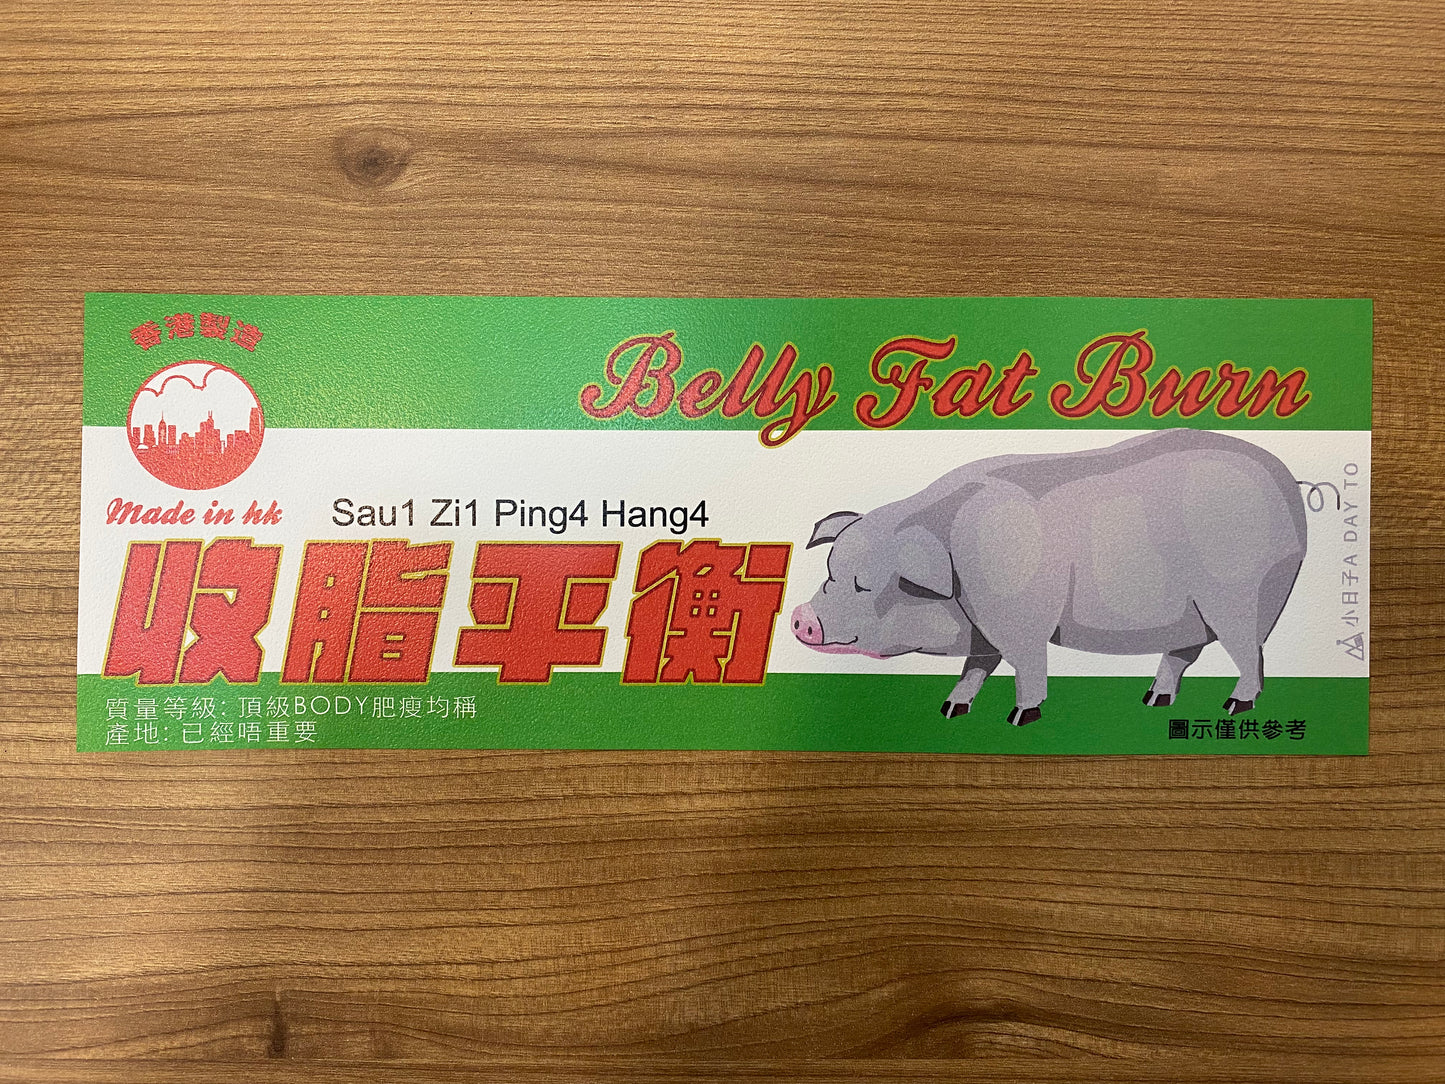 香港製造
Belly Fat Burn
Made in hk
Sau1 Zi1 Ping4 Hang4
收脂平衡
質量等級: 頂級BODY肥瘦均稱
產地: 已經唔重要
圖示僅供參考
小日子A DAY TO